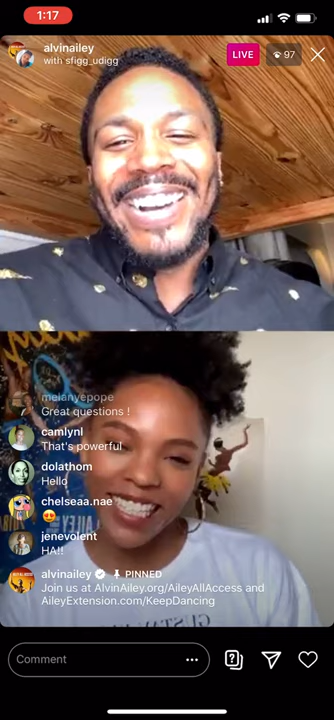 1:17
alvinailey
with sfigg_udigg
LIVE
97
melanyepope
Great questions !
camlynl
That's powerful
dolathom
Hello
chelseaa.nae
😍
jenevolent
HA!!
alvinailey PINNED
Join us at AlvinAiley.org/AileyAllAccess and
AileyExtension.com/KeepDancing
Comment
AILEY